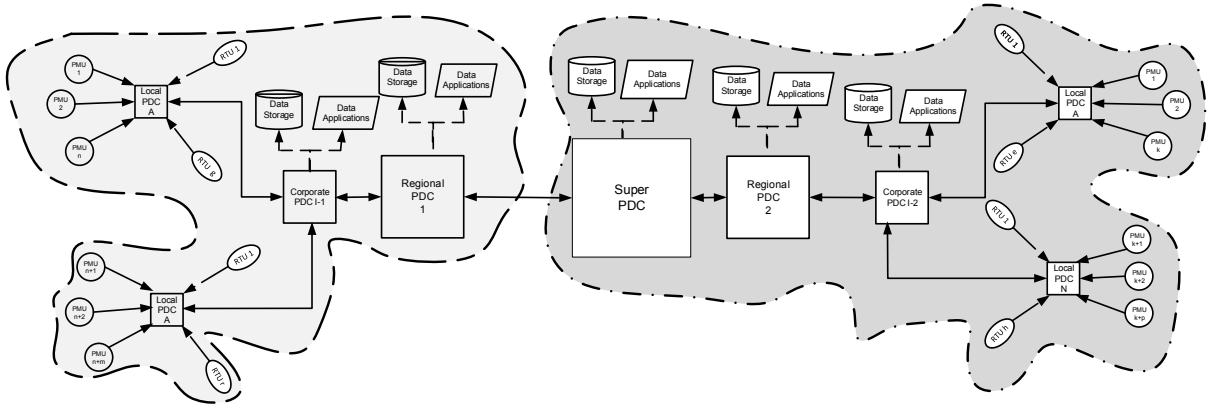 PMU
1
PMU
2
PMU
n
Local
PDC
A
RTU 1
RTU g
Data
Storage
Data
Applications
Corporate
PDC I-1
Data
Storage
Data
Applications
Regional
PDC
1
PMU
n+1
PMU
n+2
PMU
n+m
Local
PDC
A
RTU 1
RTU r
Data
Storage
Data
Applications
Super
PDC
Data
Storage
Data
Applications
Regional
PDC
2
Data
Storage
Data
Applications
Corporate
PDC I-2
RTU 1
RTU e
Local
PDC
A
PMU
1
PMU
2
PMU
k
RTU 1
RTU h
Local
PDC
N
PMU
k+1
PMU
k+2
PMU
k+p